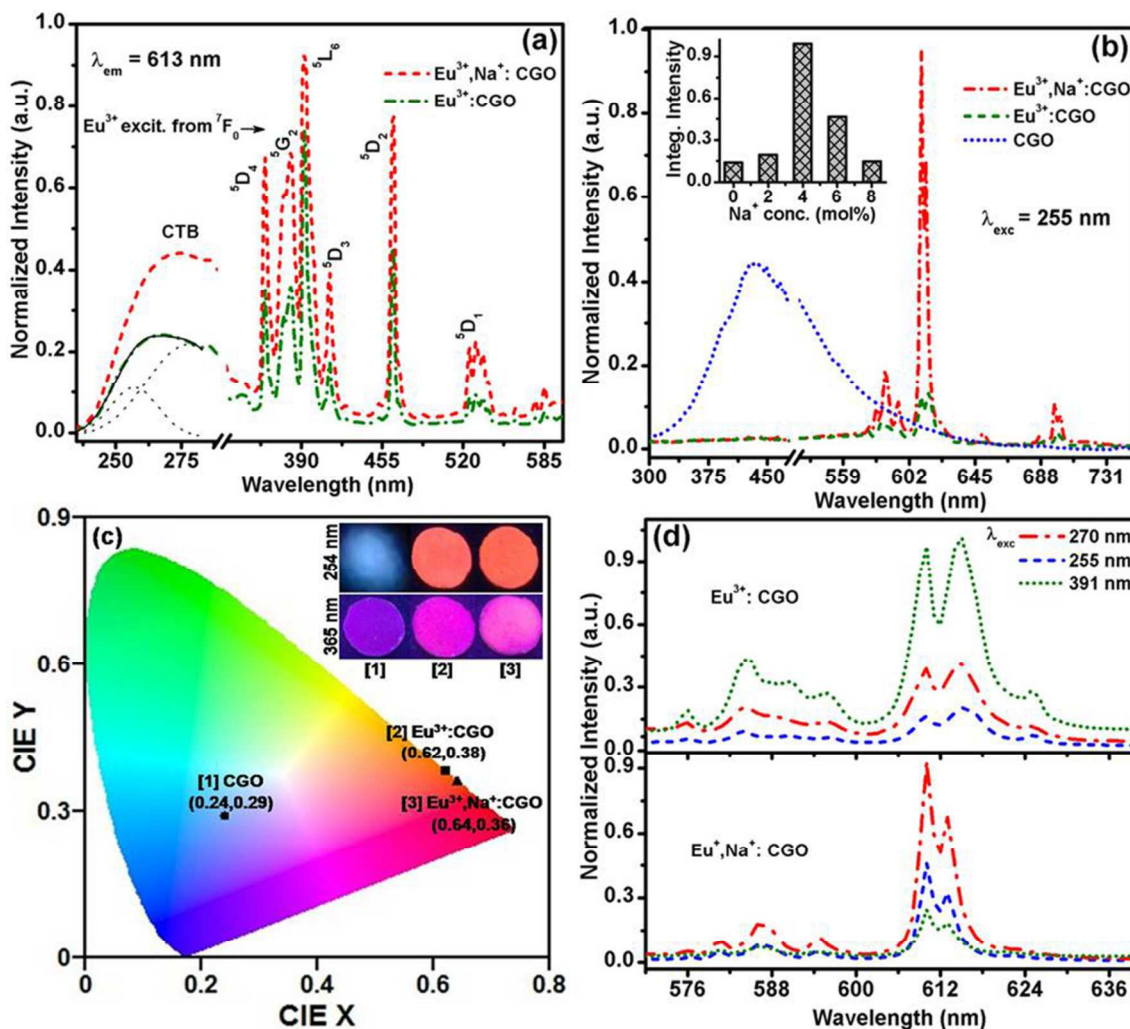 (a)
λem = 613 nm
⁵L₆
Eu³⁺,Na⁺: CGO
Eu³⁺:CGO
Eu³⁺ excit. from ⁷F₀→
⁵G₂
⁵D₄
⁵D₂
⁵D₃
CTB
⁵D₁
Normalized Intensity (a.u.)
1.0
0.8
0.6
0.4
0.2
0.0
250 275 390 455 520 585
Wavelength (nm)
(b)
Eu³⁺,Na⁺:CGO
Eu³⁺:CGO
CGO
Integ. Intensity
0.9
0.6
0.3
0.0
0 2 4 6 8
Na⁺ conc. (mol%)
λexc = 255 nm
Normalized Intensity (a.u.)
1.0
0.8
0.6
0.4
0.2
0.0
300 375 450 559 602 645 688 731
Wavelength (nm)
(c)
254 nm
365 nm
[1] [2] [3]
[2] Eu³⁺:CGO
(0.62,0.38)
[1] CGO
(0.24,0.29)
[3] Eu³⁺,Na⁺:CGO
(0.64,0.36)
CIE Y
0.9
0.6
0.3
0
0 0.2 0.4 0.6 0.8
CIE X
(d)
λexc
270 nm
255 nm
391 nm
Eu³⁺: CGO
Eu⁺,Na⁺: CGO
Normalized Intensity (a.u.)
0.9
0.6
0.3
0.0
0.9
0.6
0.3
0.0
576 588 600 612 624 636
Wavelength (nm)